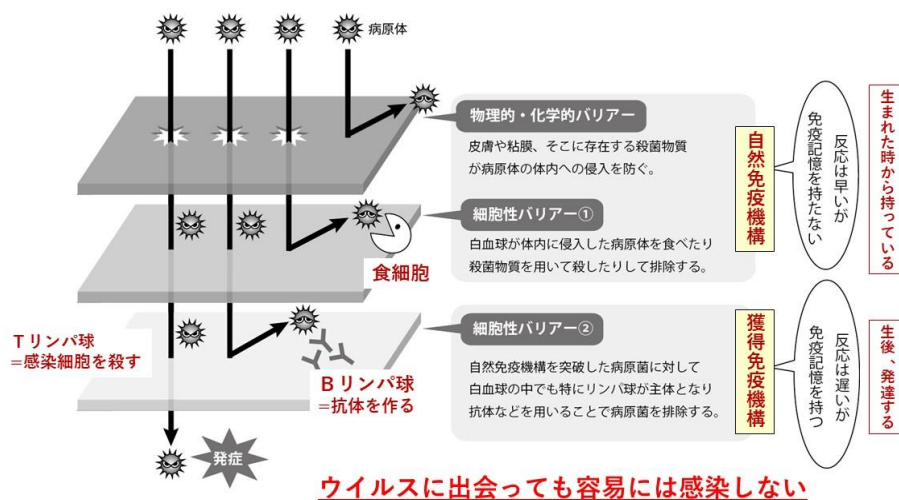 病原体
物理的・化学的バリアー
皮膚や粘膜、そこに存在する殺菌物質
が病原体の体内への侵入を防ぐ。
細胞性バリアー①
白血球が体内に侵入した病原体を食べたり
殺菌物質を用いて殺したりして排除する。
食細胞
自然免疫機構
反応は早いが
免疫記憶を持たない
生まれた時から持っている
細胞性バリアー②
自然免疫機構を突破した病原菌に対して
白血球の中でも特にリンパ球が主体となり
抗体などを用いることで病原菌を排除する。
Tリンパ球
=感染細胞を殺す
Bリンパ球
=抗体を作る
獲得免疫機構
反応は遅いが
免疫記憶を持つ
生後、発達する
発症
ウイルスに出会っても容易には感染しない